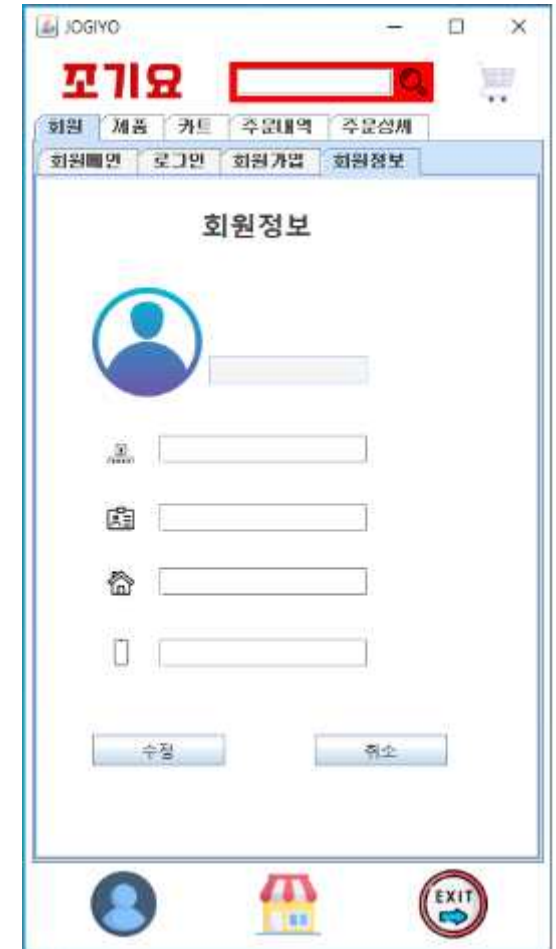 JOGIYO
꼬기요
회원 제품 카트 주문내역 주문상세
회원메인 로그인 회원가입 회원정보
회원정보
수정 취소
EXIT